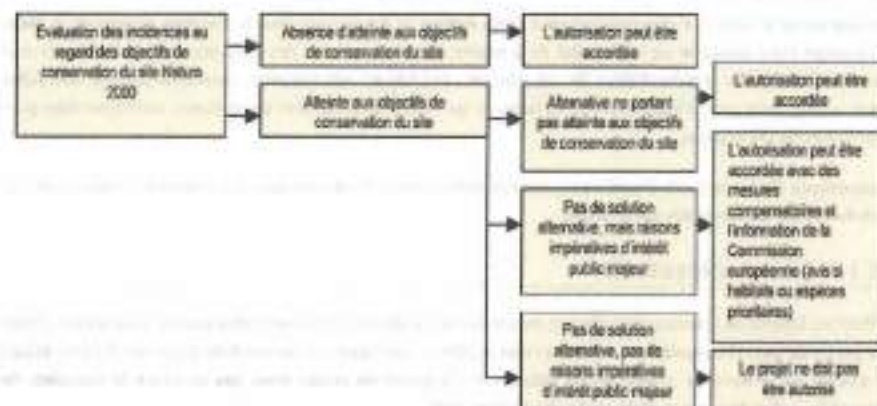 Évaluation des incidences au
regard des objectifs de
conservation du site Natura
2000
Absence d'atteinte aux objectifs
de conservation du site
L'autorisation peut être
accordée
Atteinte aux objectifs de
conservation du site
Alternative ne portant
pas atteinte aux objectifs
de conservation du site
L'autorisation peut être
accordée
Pas de solution
alternative, mais raisons
impératives d'intérêt
public majeur
L'autorisation peut être
accordée avec des
mesures
compensatoires et
l'information de la
Commission
européenne (avis si
habitats ou espèces
prioritaires)
Pas de solution
alternative, pas de
raisons impératives
d'intérêt public majeur
Le projet ne doit pas
être autorisé